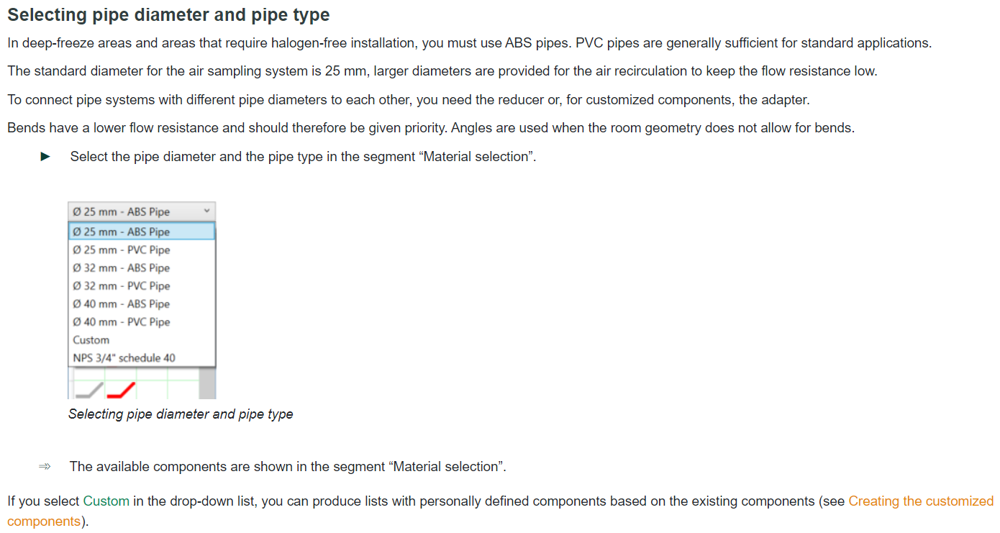 Selecting pipe diameter and pipe type
In deep-freeze areas and areas that require halogen-free installation, you must use ABS pipes. PVC pipes are generally sufficient for standard applications.
The standard diameter for the air sampling system is 25 mm, larger diameters are provided for the air recirculation to keep the flow resistance low.
To connect pipe systems with different pipe diameters to each other, you need the reducer or, for customized components, the adapter.
Bends have a lower flow resistance and should therefore be given priority. Angles are used when the room geometry does not allow for bends.
► Select the pipe diameter and the pipe type in the segment “Material selection”.
Ø 25 mm - ABS Pipe
Ø 25 mm - ABS Pipe
Ø 25 mm - PVC Pipe
Ø 32 mm - ABS Pipe
Ø 32 mm - PVC Pipe
Ø 40 mm - ABS Pipe
Ø 40 mm - PVC Pipe
Custom
NPS 3/4" schedule 40
Selecting pipe diameter and pipe type
⇒ The available components are shown in the segment “Material selection”.
If you select Custom in the drop-down list, you can produce lists with personally defined components based on the existing components (see Creating the customized
components).